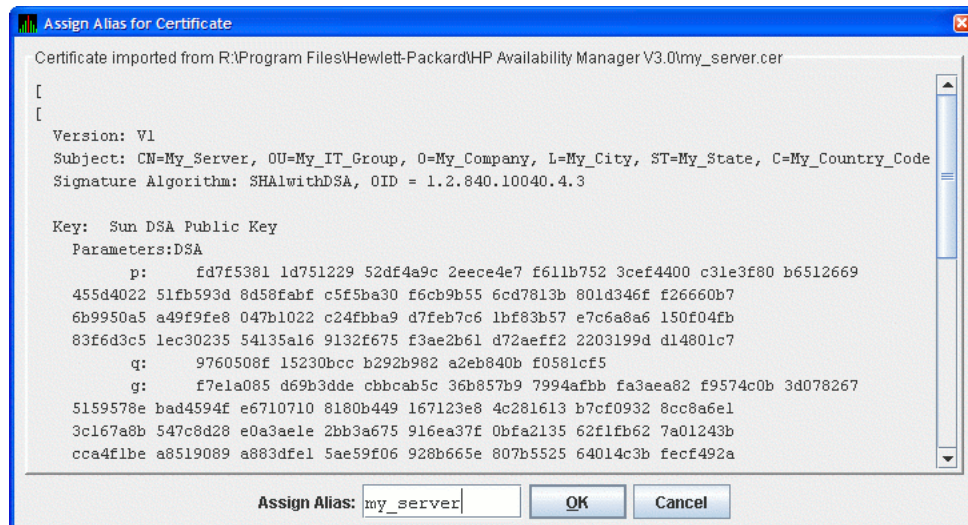 Assign Alias for Certificate
Certificate imported from R:\Program Files\Hewlett-Packard\HP Availability Manager V3.0\my_server.cer
[
[
Version: V1
Subject: CN=My_Server, OU=My_IT_Group, O=My_Company, L=My_City, ST=My_State, C=My_Country_Code
Signature Algorithm: SHA1withDSA, OID = 1.2.840.10040.4.3
Key: Sun DSA Public Key
Parameters:DSA
p: fd7f5381 1d751229 52df4a9c 2eece4e7 f611b752 3cef4400 c31e3f80 b6512669
455d4022 51fb593d 8d58fabf c5f5ba30 f6cb9b55 6cd7813b 801d346f f26660b7
6b9950a5 a49f9fe8 047b1022 c24fbba9 d7feb7c6 1bf83b57 e7c6a8a6 150f04fb
83f6d3c5 1ec30235 54135a16 9132f675 f3ae2b61 d72aeff2 2203199d d14801c7
q: 9760508f 15230bcc b292b982 a2eb840b f0581cf5
g: f7e1a085 d69b3dde cbbcab5c 36b857b9 7994afbb fa3aea82 f9574c0b 3d078267
5159578e bad4594f e6710710 8180b449 167123e8 4c281613 b7cf0932 8cc8a6e1
3c167a8b 547c8d28 e0a3ae1e 2bb3a675 916ea37f 0bfa2135 62f1fb62 7a01243b
cca4f1be a8519089 a883dfe1 5ae59f06 928b665e 807b5525 64014c3b fecf492a
Assign Alias: my_server OK Cancel